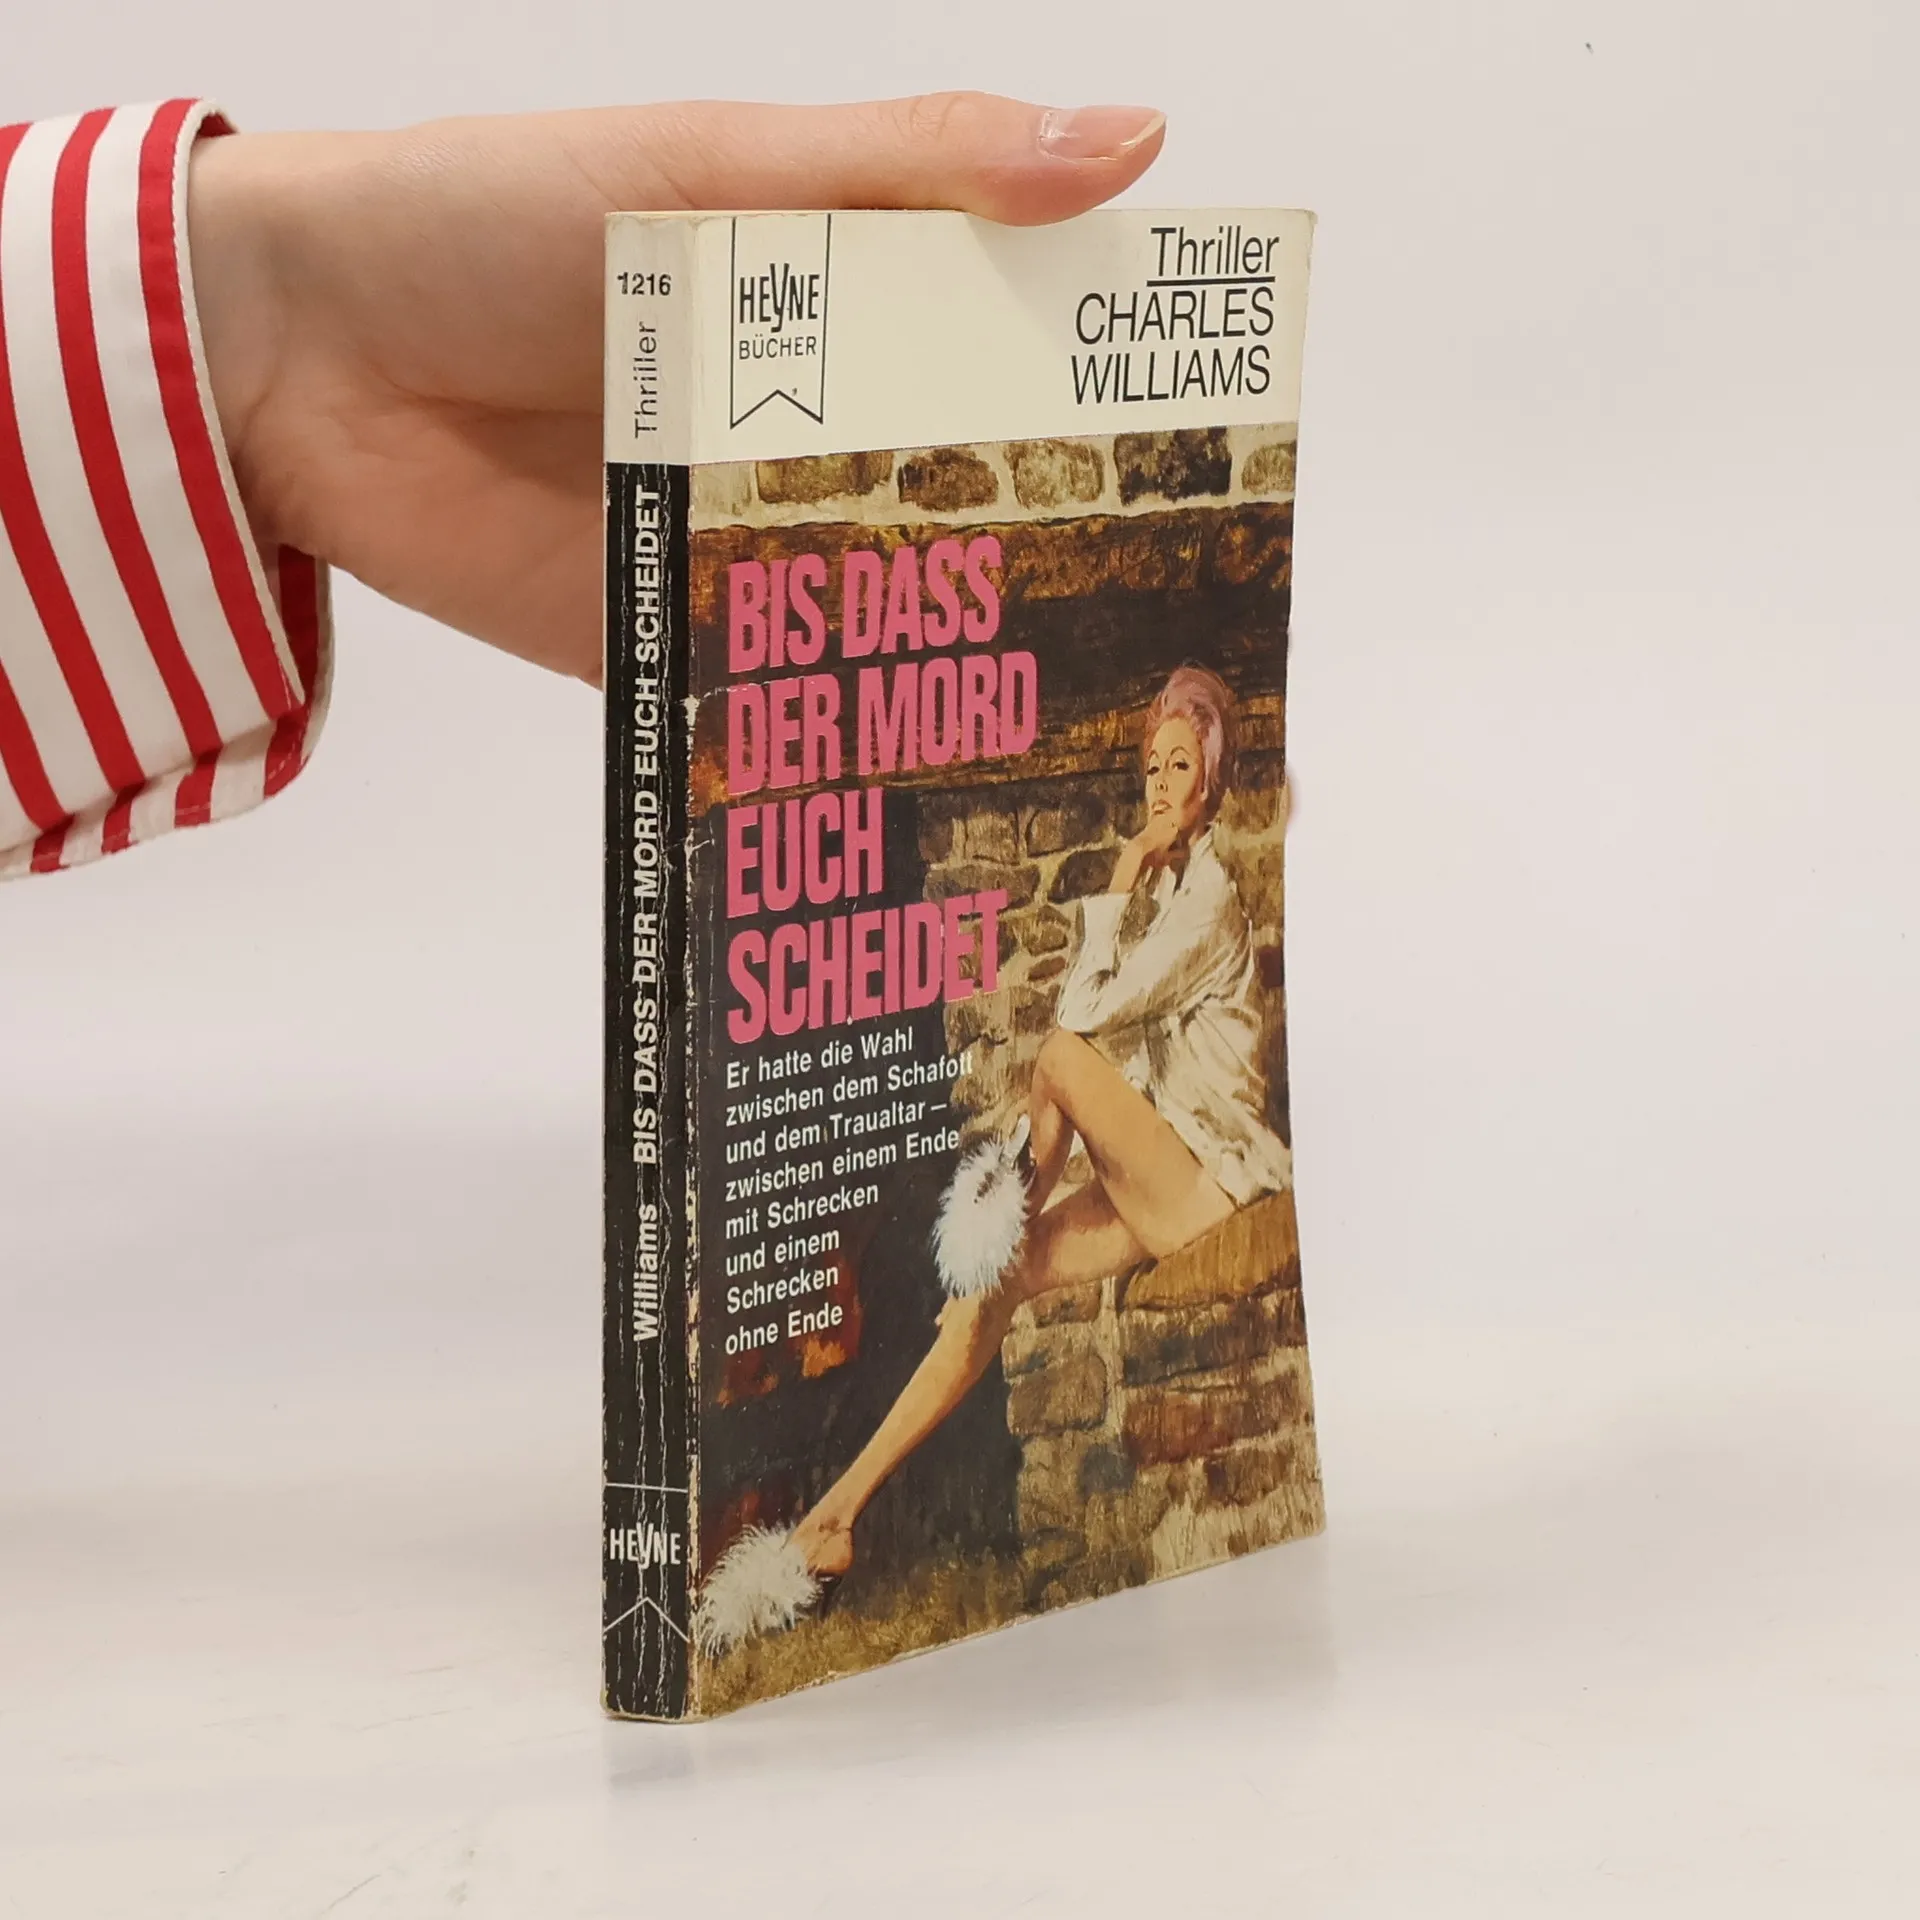 1216
Thriller
Williams BIS DASS DER MORD EUCH SCHEIDET
HEYNE
HEYNE
BÜCHER
Thriller
CHARLES
WILLIAMS
BIS DASS
DER MORD
EUCH
SCHEIDET
Er hatte die Wahl
zwischen dem Schafott
und dem Traualtar –
zwischen einem Ende
mit Schrecken
und einem
Schrecken
ohne Ende